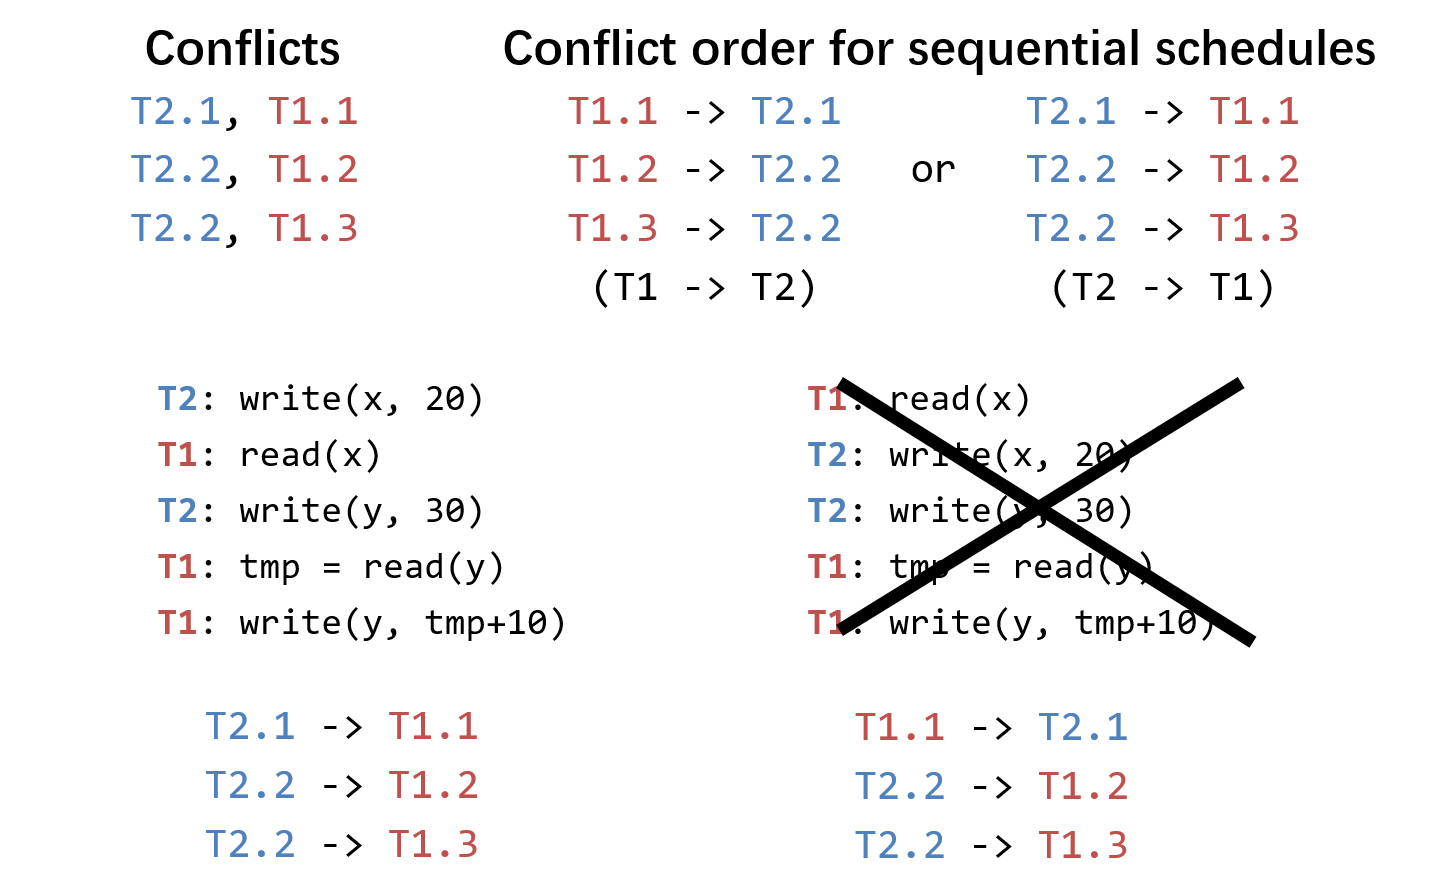 Conflicts
Conflict order for sequential schedules
T2.1, T1.1
T1.1 -> T2.1
T2.1 -> T1.1
T2.2, T1.2
T1.2 -> T2.2
or
T2.2 -> T1.2
T2.2, T1.3
T1.3 -> T2.2
T2.2 -> T1.3
(T1 -> T2)
(T2 -> T1)
T2: write(x, 20)
T1: read(x)
T2: write(y, 30)
T1: tmp = read(y)
T1: write(y, tmp+10)
T1: read(x)
T2: write(x, 20)
T2: write(y, 30)
T1: tmp = read(y)
T1: write(y, tmp+10)
T2.1 -> T1.1
T2.2 -> T1.2
T2.2 -> T1.3
T1.1 -> T2.1
T2.2 -> T1.2
T2.2 -> T1.3